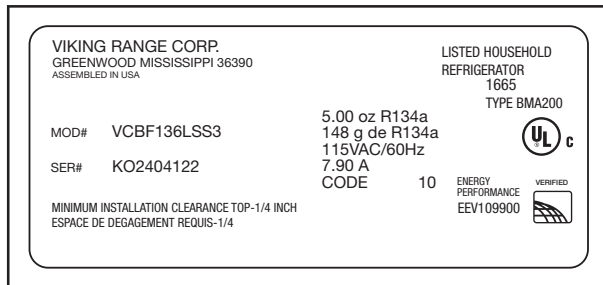 VIKING RANGE CORP.
GREENWOOD MISSISSIPPI 36390
ASSEMBLED IN USA
LISTED HOUSEHOLD
REFRIGERATOR
1665
TYPE BMA200
MOD# VCBF136LSS3
SER# KO2404122
5.00 oz R134a
148 g de R134a
115VAC/60Hz
7.90 A
CODE 10
UL
®
C
ENERGY
PERFORMANCE
EEV109900
VERIFIED
MINIMUM INSTALLATION CLEARANCE TOP-1/4 INCH
ESPACE DE DEGAGEMENT REQUIS-1/4